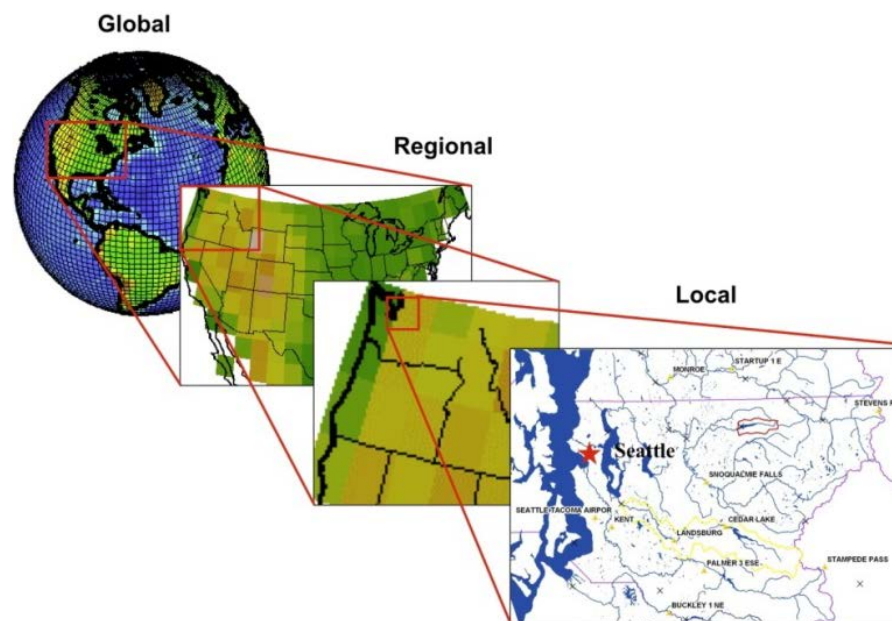 Global
Regional
Local
STARTUP 1 E
MONROE
STEVENS
Seattle
SNOQUALMIE FALLS
SEATTLE-TACOMA AIRPOR
KENT
CEDAR LAKE
LANDSBURG
PALMER 3 ESE
STAMPEDE PASS
BUCKLEY 1 NE